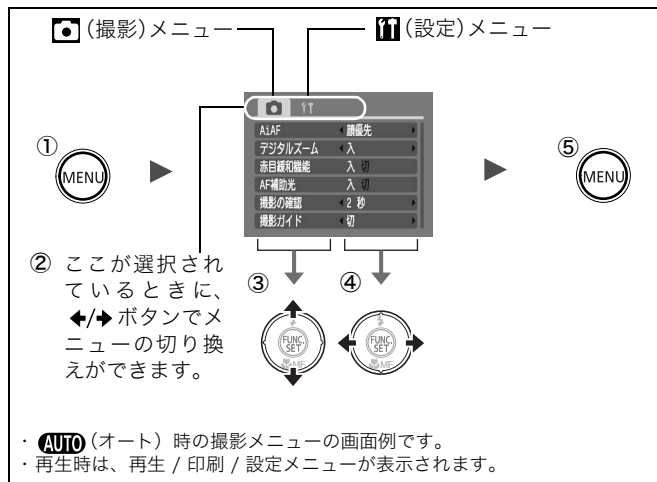 (撮影)メニュー
(設定)メニュー
AiAF 顔優先
デジタルズーム 入
赤目緩和機能 入 切
AF補助光 入 切
撮影の確認 2 秒
撮影ガイド 切
① MENU
⑤ MENU
② ここが選択され
ているときに、
←/→ボタンでメ
ニューの切り換
えができます。
③
④
FUNC. SET MF
FUNC. SET MF
・AUTO(オート)時の撮影メニューの画面例です。
・再生時は、再生 / 印刷 / 設定メニューが表示されます。